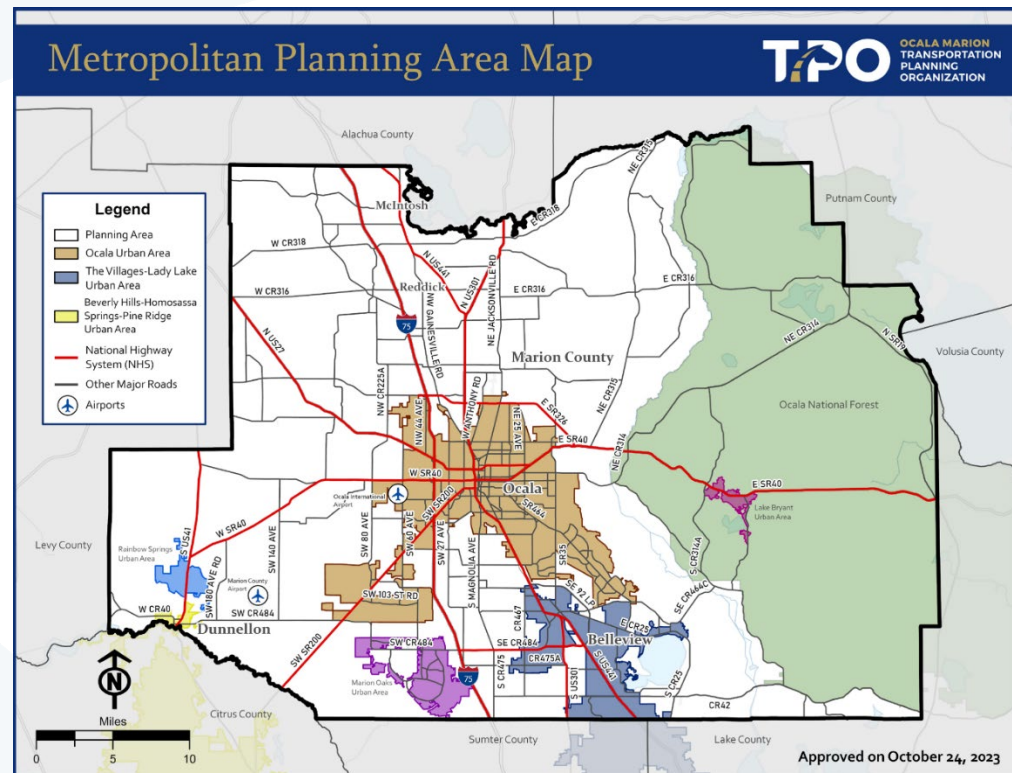 Metropolitan Planning Area Map
TPO
OCALA MARION
TRANSPORTATION
PLANNING
ORGANIZATION
Alachua County
Putnam County
Volusia County
Levy County
Citrus County
Sumter County
Lake County
Marion County
Legend
Planning Area
Ocala Urban Area
The Villages-Lady Lake
Urban Area
Beverly Hills-Homosassa
Springs-Pine Ridge
Urban Area
National Highway
System (NHS)
Other Major Roads
Airports
McIntosh
Reddick
Ocala
Belleview
Dunnellon
Ocala National Forest
Lake Bryant
Urban Area
Rainbow Springs
Urban Area
Marion Oaks
Urban Area
Ocala International
Airport
Marion County
Airport
NE CR315
E CR318
W CR318
N US441
N US301
NE JACKSONVILLE RD
NW GAINESVILLE RD
W CR316
E CR316
E CR316
75
N US27
NW CR225A
NE CR314
N SR19
NE CR315
W ANTHONY RD
NW 44 AVE
NE 25 AVE
E SR326
E SR40
NE CR314
W SR40
SW SR200
SR464
E SR40
W SR40
S US41
SW 140 AVE
SW 80 AVE
SW 60 AVE
SW 27 AVE
S MAGNOLIA AVE
SR35
S CR314A
SE CR464C
SW 180 AVE RD
W CR40
SW CR484
SW 103 ST RD
SE 92 LP
CR467
E CR25
SW SR200
SW CR484
SE CR484
CR475A
S CR475
S US301
S US441
S CR25
CR42
75
N
Miles
0
5
10
Approved on October 24, 2023